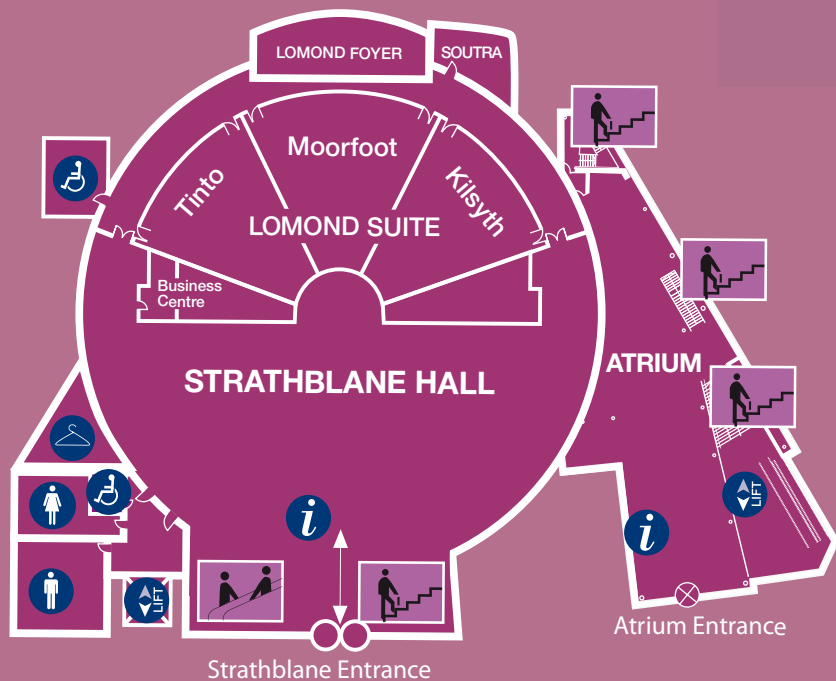 LOMOND FOYER
SOUTRA
Moorfoot
Tinto
Kilsyth
LOMOND SUITE
Business
Centre
STRATHBLANE HALL
ATRIUM
i
LIFT
i
LIFT
Atrium Entrance
Strathblane Entrance